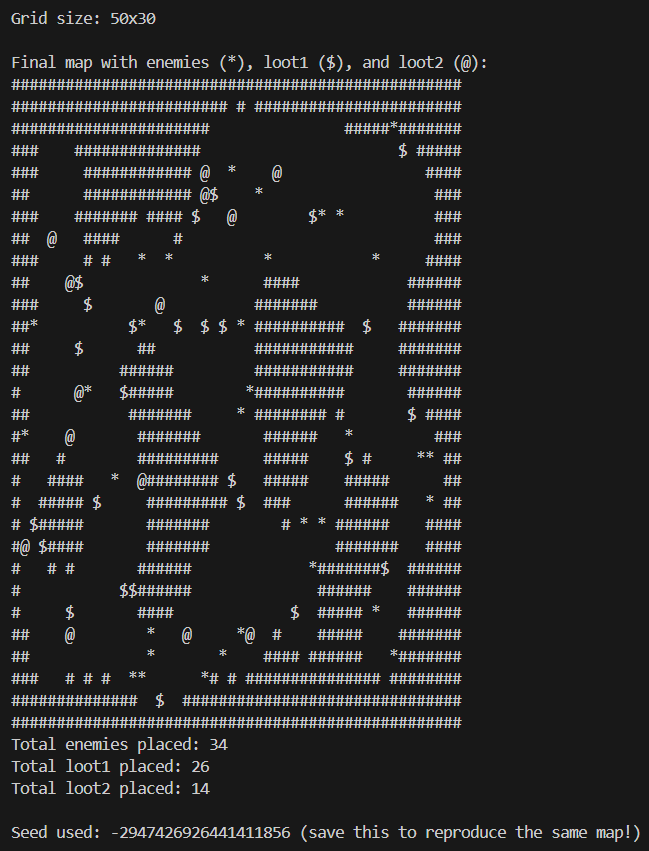 Grid size: 50x30
Final map with enemies (*), loot1 ($), and loot2 (@):
##################################################
######################## # #######################
######################               #####*#######
###    ##############                      $ #####
###     ############ @  *    @                ####
##      ############ @$    *                   ###
###    ####### #### $   @        $* *          ###
##  @   ####      #                            ###
###     # #   *  *          *           *     ####
##    @$             *      ####            ######
###     $       @          #######          ######
##*          $*   $  $ $ * ##########  $   #######
##     $      ##           ###########     #######
##          ######         ###########     #######
#      @*   $#####        *##########       ######
##           #######     * ######## #       $ ####
#*    @       #######       ######   *         ###
##   #        #########     #####    $ #     ** ##
#   ####   *  @######## $   #####    #####      ##
#  ##### $     ######### $  ###      ######   * ##
# $#####       #######        # * * ######    ####
#@ $####       #######              #######   ####
#   # #       ######             *#######$  ######
#           $$######              ######    ######
#     $       ####             $  ##### *   ######
##    @        *   @     *@  #    #####    #######
##             *       *    #### ######   *#######
###   # # #  **      *# # ############### ########
##############  $  ###############################
##################################################
Total enemies placed: 34
Total loot1 placed: 26
Total loot2 placed: 14
Seed used: -2947426926441411856 (save this to reproduce the same map!)